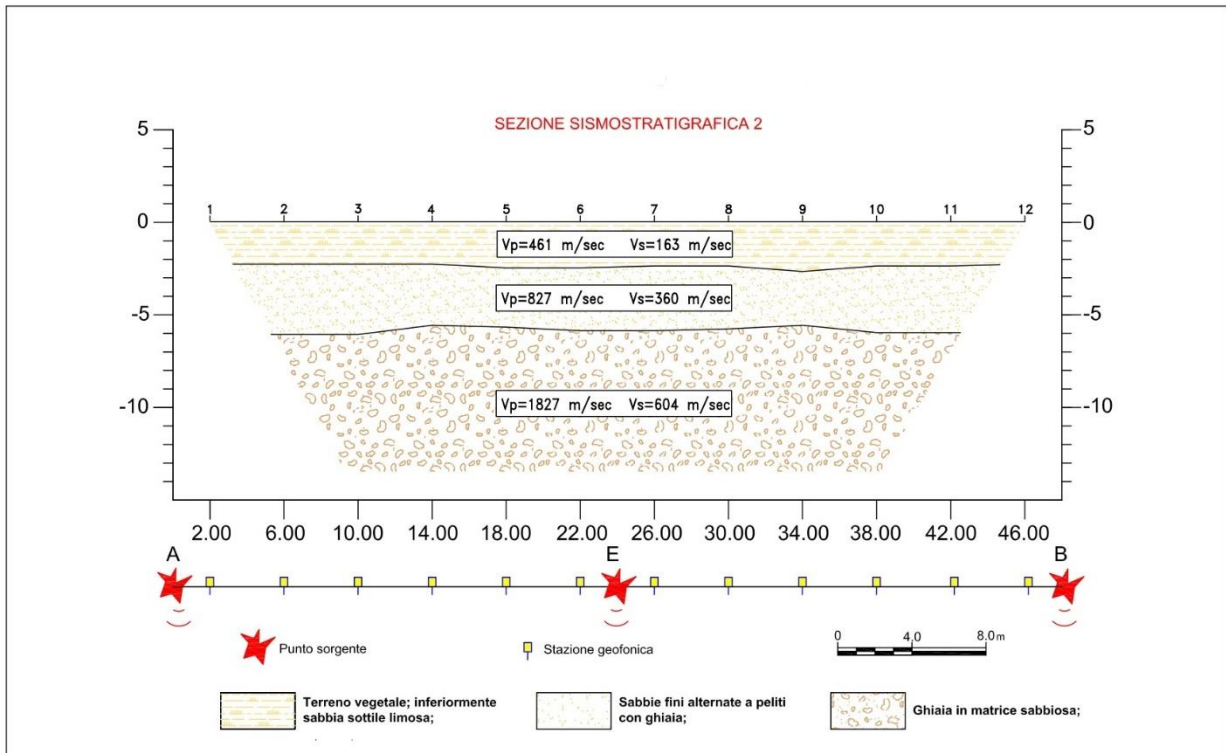 SEZIONE SISMOSTRATIGRAFICA 2
5 5
1 2 3 4 5 6 7 8 9 10 11 12
0 0
Vp=461 m/sec Vs=163 m/sec
Vp=827 m/sec Vs=360 m/sec
-5 -5
Vp=1827 m/sec Vs=604 m/sec
-10 -10
2.00 6.00 10.00 14.00 18.00 22.00 26.00 30.00 34.00 38.00 42.00 46.00
A E B
0 4,0 8,0 m
Punto sorgente
Stazione geofonica
Terreno vegetale; inferiormente
sabbia sottile limosa;
Sabbie fini alternate a peliti
con ghiaia;
Ghiaia in matrice sabbiosa;